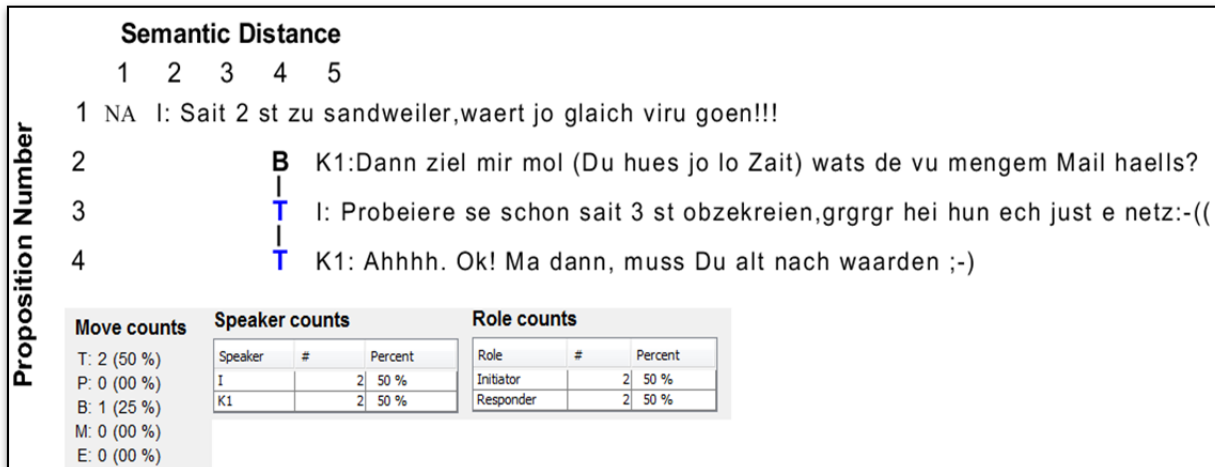 Semantic Distance
1 2 3 4 5
Proposition Number
1 NA I: Sait 2 st zu sandweiler,waert jo glaich viru goen!!!
2 B K1:Dann ziel mir mol (Du hues jo lo Zait) wats de vu mengem Mail haells?
3 T I: Probeiere se schon sait 3 st obzekreien,grgrgr hei hun ech just e netz:-((
4 T K1: Ahhhh. Ok! Ma dann, muss Du alt nach waarden ;-)
Move counts
T: 2 (50 %)
P: 0 (00 %)
B: 1 (25 %)
M: 0 (00 %)
E: 0 (00 %)
Speaker counts
Speaker # Percent
I 2 50 %
K1 2 50 %
Role counts
Role # Percent
Initiator 2 50 %
Responder 2 50 %